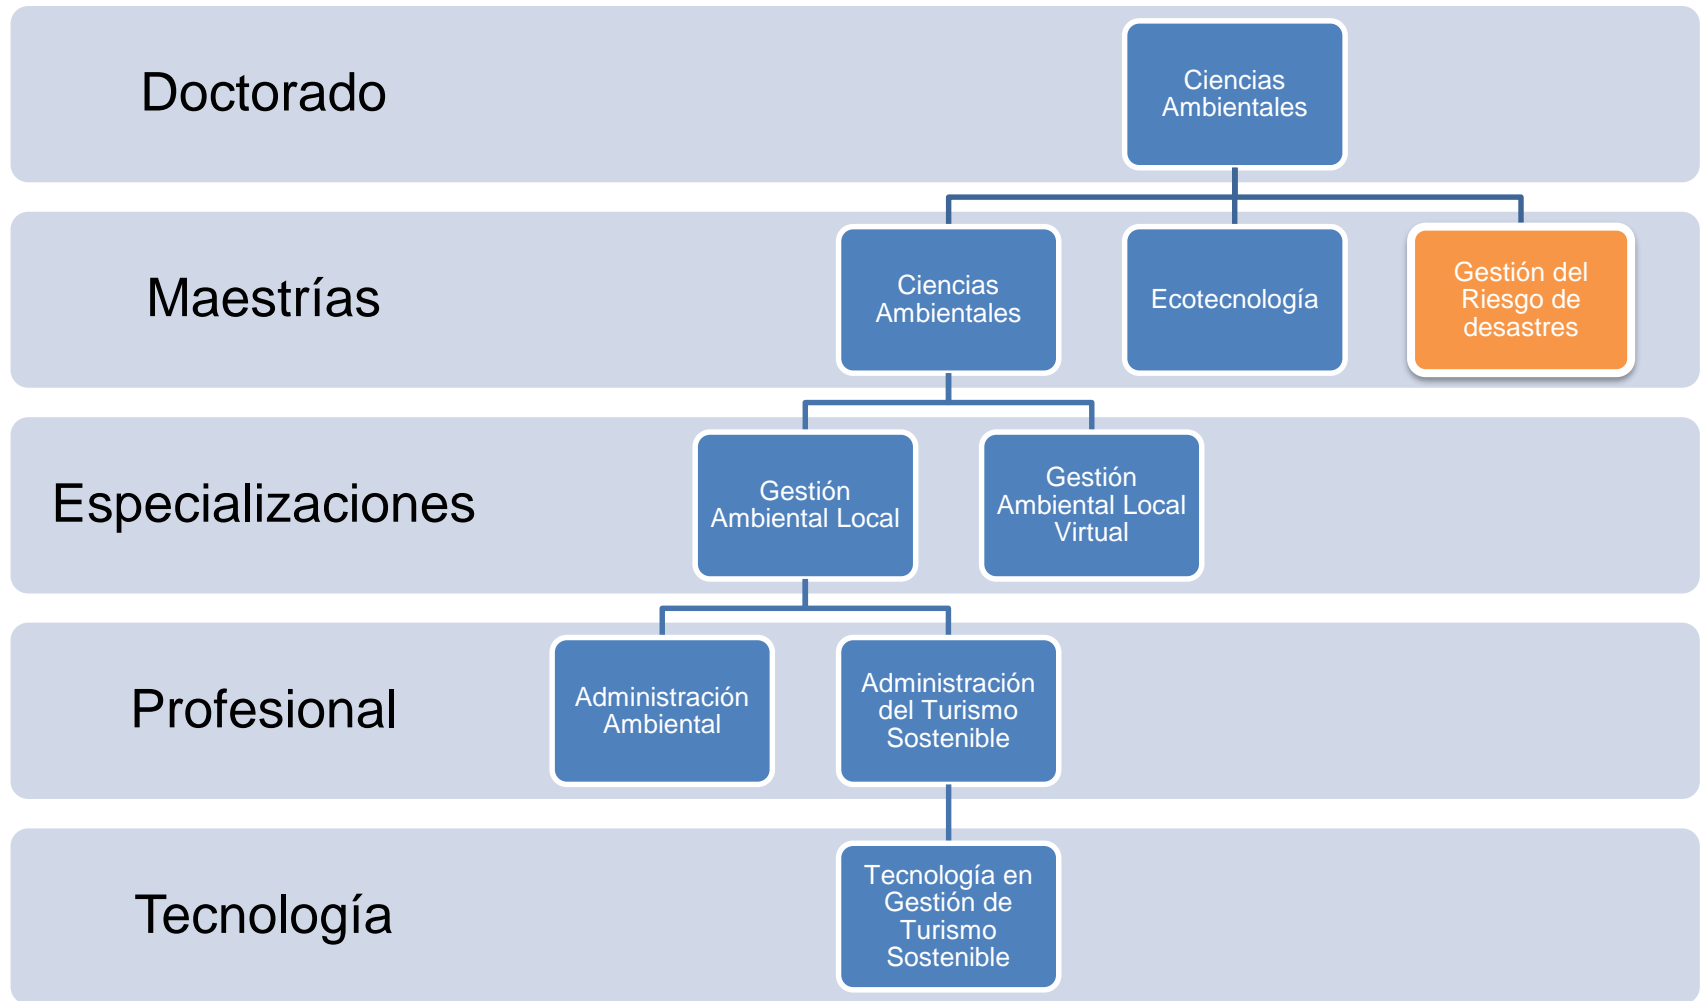 Doctorado
Ciencias
Ambientales
Maestrías
Ciencias
Ambientales
Ecotecnología
Gestión del
Riesgo de
desastres
Especializaciones
Gestión
Ambiental Local
Gestión
Ambiental Local
Virtual
Profesional
Administración
Ambiental
Administración
del Turismo
Sostenible
Tecnología
Tecnología en
Gestión de
Turismo
Sostenible